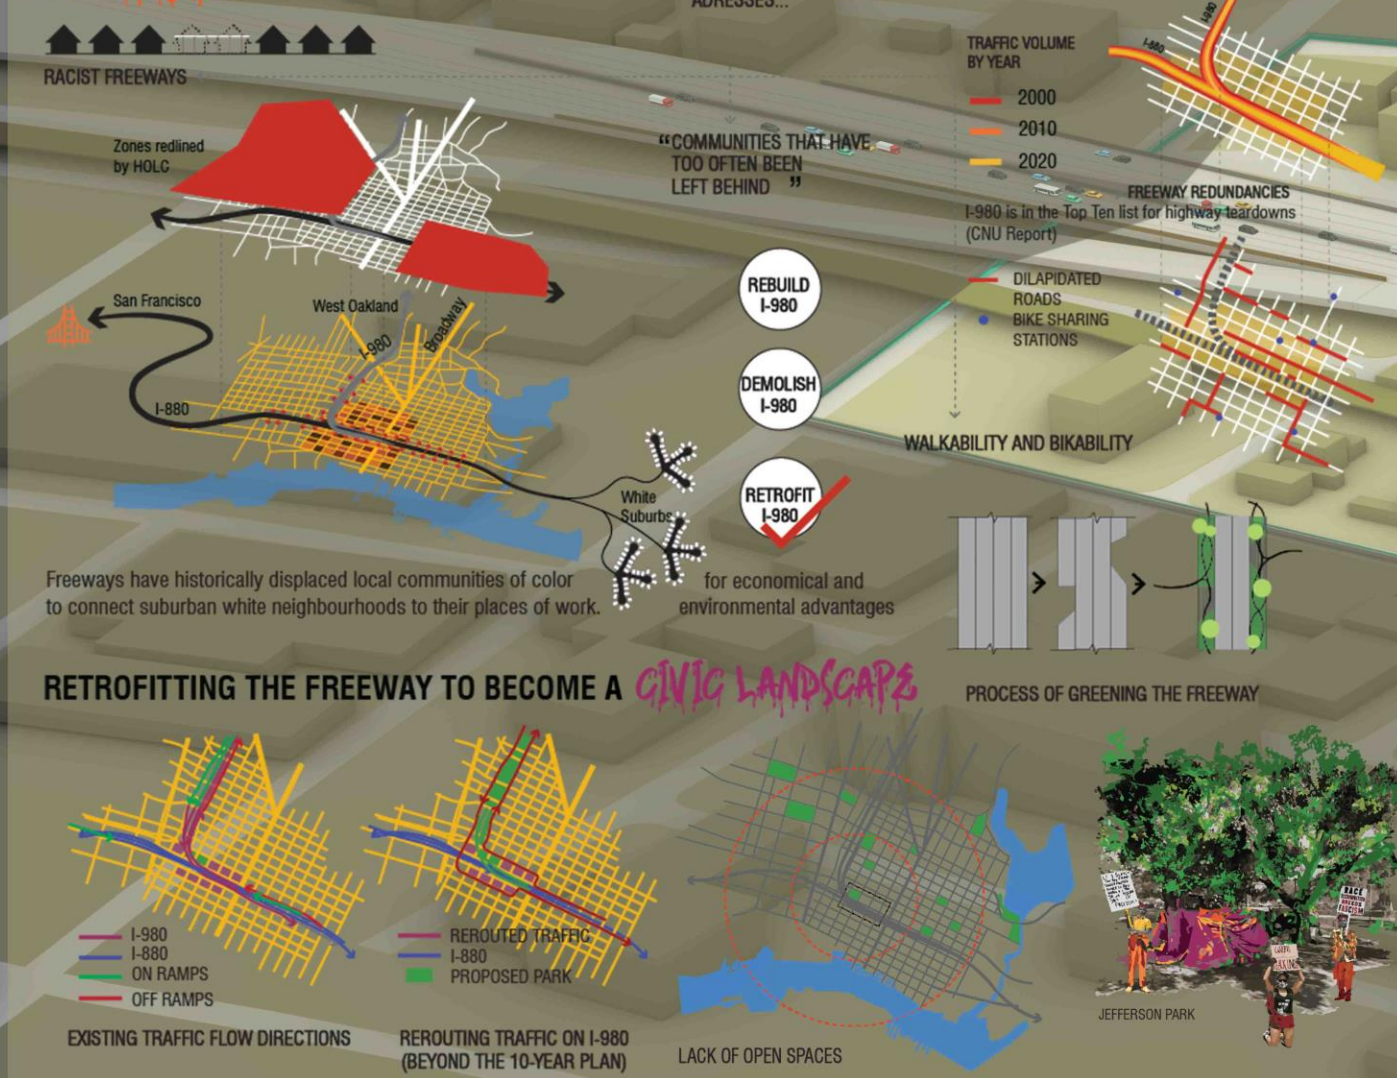 ADRESSES...
RACIST FREEWAYS
Zones redlined
by HOLC
San Francisco
West Oakland
Broadway
I-980
I-880
White
Suburbs
Freeways have historically displaced local communities of color
to connect suburban white neighbourhoods to their places of work.
“COMMUNITIES THAT HAVE
TOO OFTEN BEEN
LEFT BEHIND ”
REBUILD
I-980
DEMOLISH
I-980
RETROFIT
I-980
for economical and
environmental advantages
TRAFFIC VOLUME
BY YEAR
2000
2010
2020
I-980
I-880
FREEWAY REDUNDANCIES
I-980 is in the Top Ten list for highway teardowns
(CNU Report)
DILAPIDATED
ROADS
BIKE SHARING
STATIONS
WALKABILITY AND BIKABILITY
PROCESS OF GREENING THE FREEWAY
RETROFITTING THE FREEWAY TO BECOME A CIVIC LANDSCAPE
I-980
I-880
ON RAMPS
OFF RAMPS
EXISTING TRAFFIC FLOW DIRECTIONS
REROUTED TRAFFIC
I-880
PROPOSED PARK
REROUTING TRAFFIC ON I-980
(BEYOND THE 10-YEAR PLAN)
LACK OF OPEN SPACES
RACE
FASCISM
JEFFERSON PARK